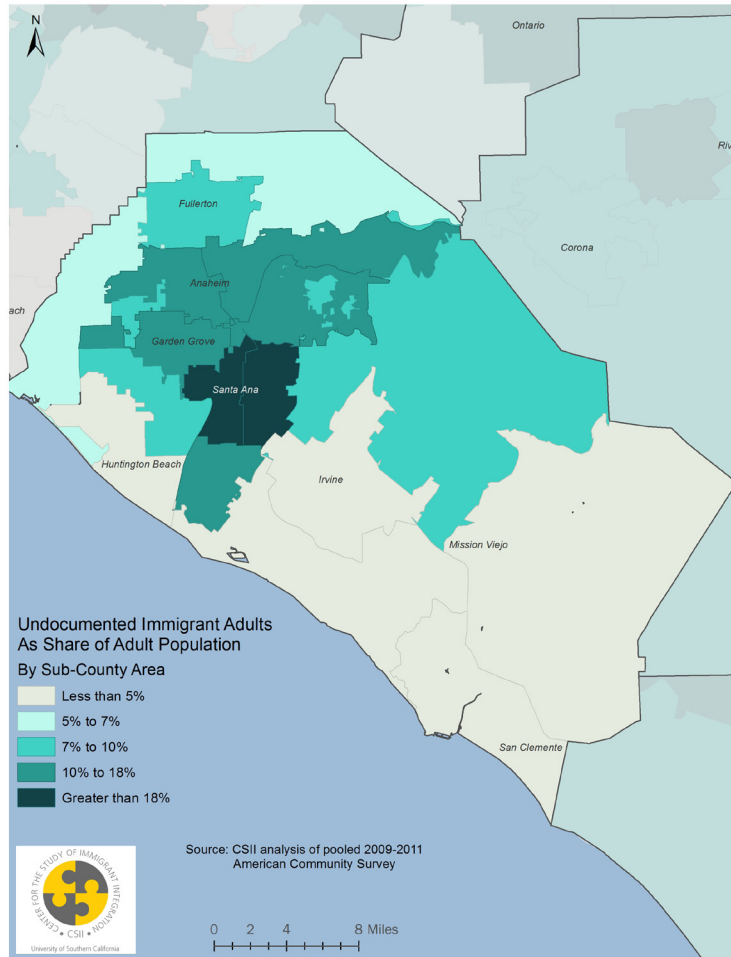 N
Ontario
Riv
Fullerton
Corona
Anaheim
ach
Garden Grove
Santa Ana
Huntington Beach
Irvine
Mission Viejo
Undocumented Immigrant Adults
As Share of Adult Population
By Sub-County Area
Less than 5%
5% to 7%
7% to 10%
10% to 18%
Greater than 18%
San Clemente
Source: CSII analysis of pooled 2009-2011
American Community Survey
CENTER FOR THE STUDY OF IMMIGRANT INTEGRATION
• CSII •
University of Southern California
0 2 4 8 Miles